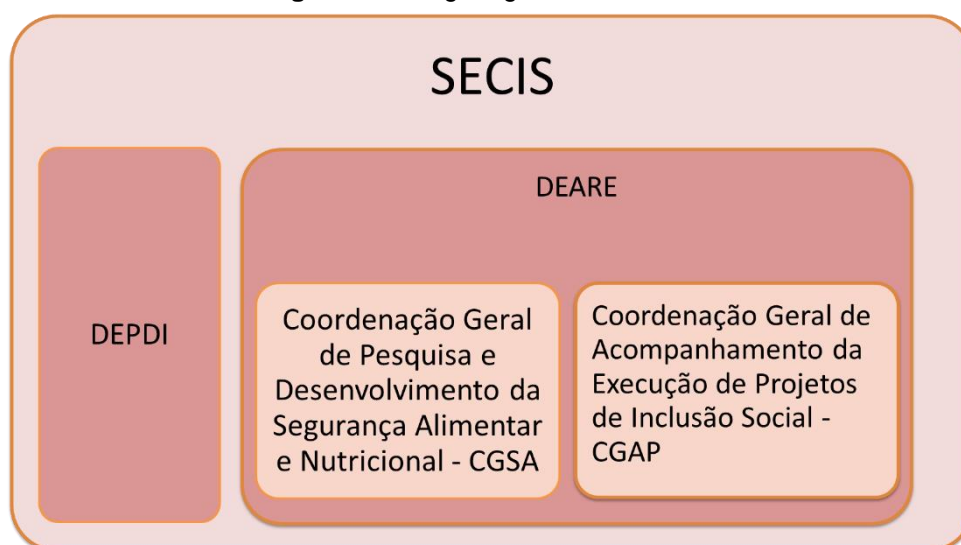 SECIS
DEPDI
DEARE
Coordenação Geral
de Pesquisa e
Desenvolvimento da
Segurança Alimentar
e Nutricional - CGSA
Coordenação Geral de
Acompanhamento da
Execução de Projetos
de Inclusão Social -
CGAP